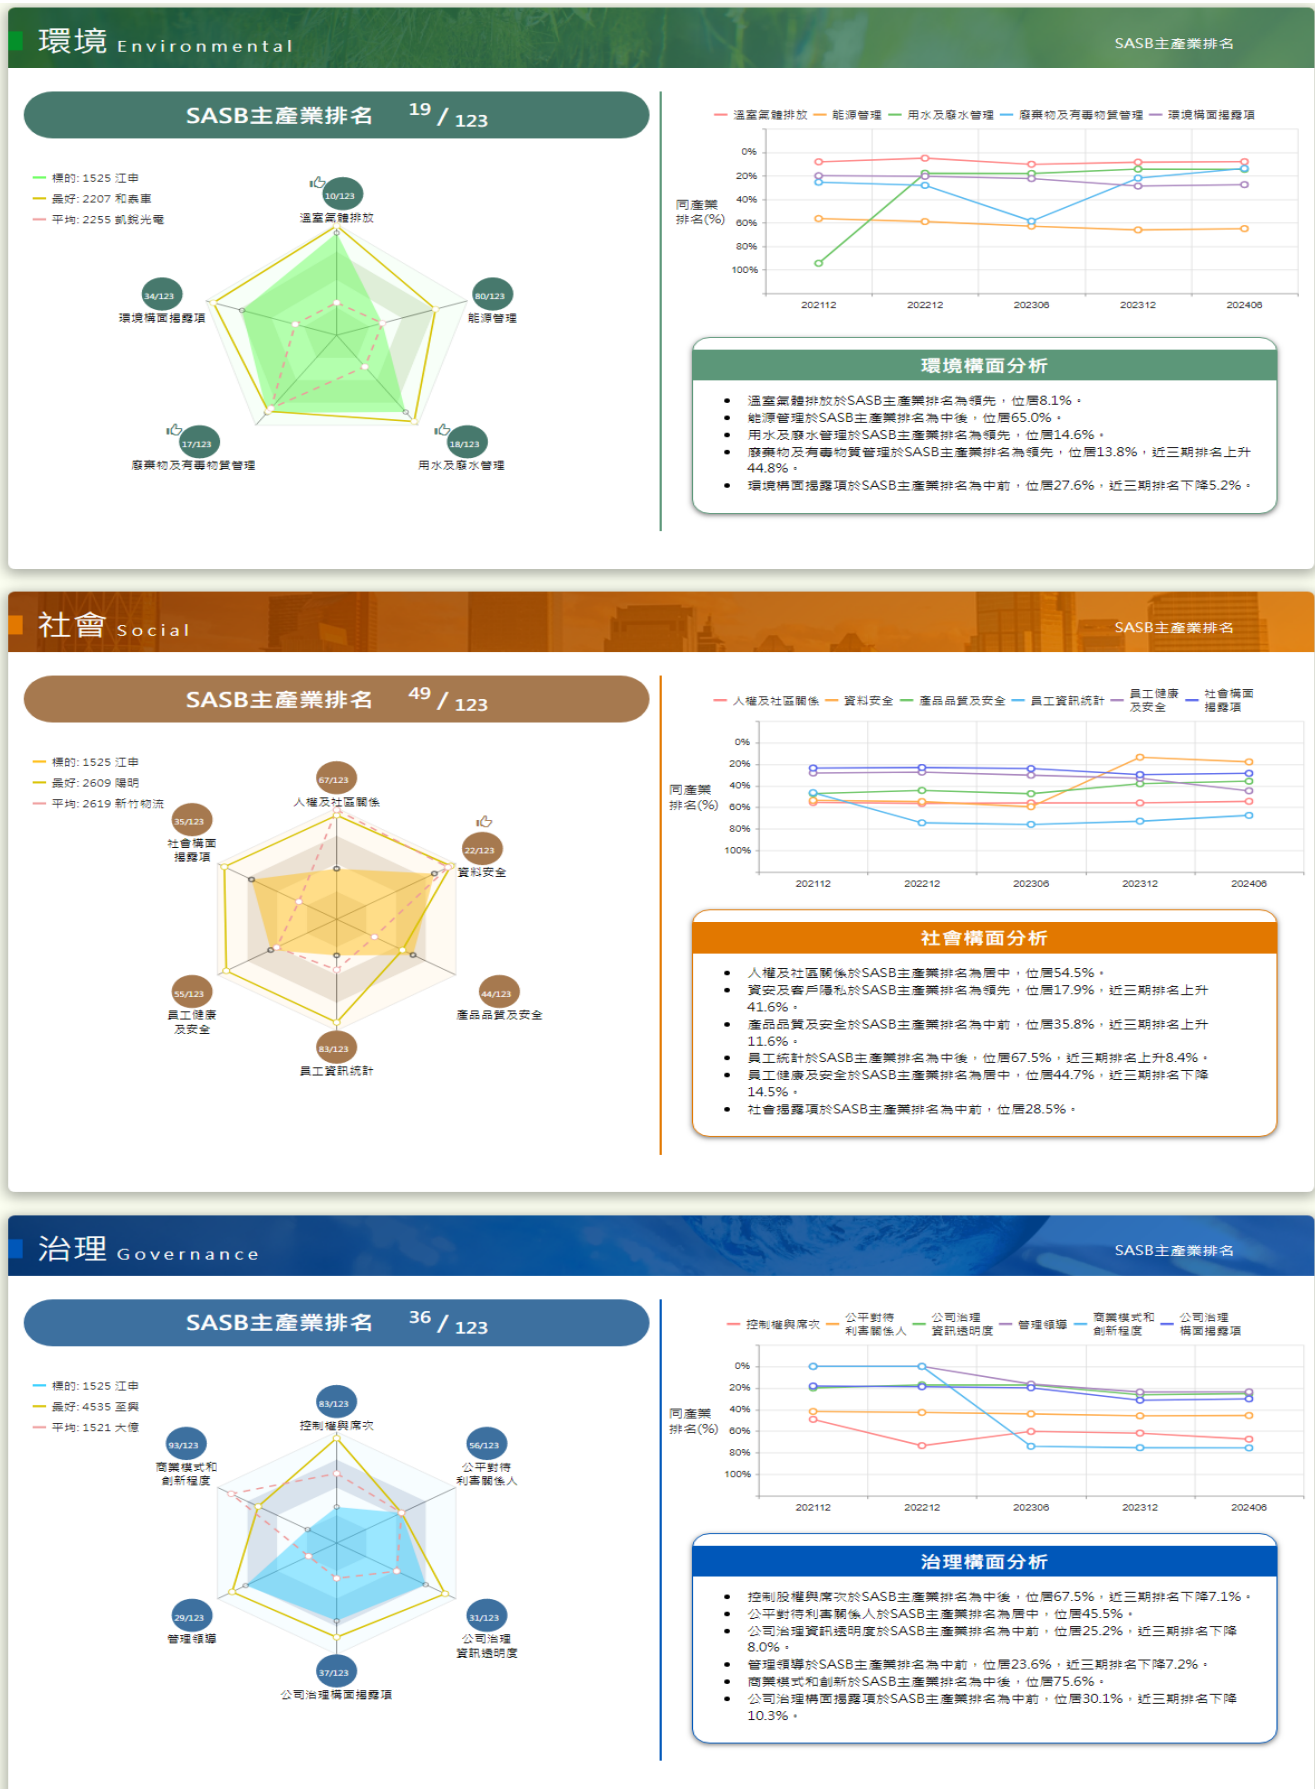 環境 Environmental
SASB主產業排名
SASB主產業排名 19 / 123
標的: 1525 江申
最好: 2207 和泰車
平均: 2255 凱銳光電
10/123
溫室氣體排放
80/123
能源管理
18/123
用水及廢水管理
17/123
廢棄物及有毒物質管理
34/123
環境構面揭露項
溫室氣體排放 能源管理 用水及廢水管理 廢棄物及有毒物質管理 環境構面揭露項
同產業
排名(%)
0%
20%
40%
60%
80%
100%
202112 202212 202306 202312 202406
環境構面分析
• 溫室氣體排放於SASB主產業排名為領先，位居8.1%。
• 能源管理於SASB主產業排名為中後，位居65.0%。
• 用水及廢水管理於SASB主產業排名為領先，位居14.6%。
• 廢棄物及有毒物質管理於SASB主產業排名為領先，位居13.8%，近三期排名上升
44.8%。
• 環境構面揭露項於SASB主產業排名為中前，位居27.6%，近三期排名下降5.2%。
社會 Social
SASB主產業排名
SASB主產業排名 49 / 123
標的: 1525 江申
最好: 2609 陽明
平均: 2619 新竹物流
67/123
人權及社區關係
22/123
資料安全
44/123
產品品質及安全
83/123
員工資訊統計
55/123
員工健康
及安全
35/123
社會構面
揭露項
人權及社區關係 資料安全 產品品質及安全 員工資訊統計 員工健康
及安全 社會構面
揭露項
同產業
排名(%)
0%
20%
40%
60%
80%
100%
202112 202212 202306 202312 202406
社會構面分析
• 人權及社區關係於SASB主產業排名為居中，位居54.5%。
• 資安及客戶隱私於SASB主產業排名為領先，位居17.9%，近三期排名上升
41.6%。
• 產品品質及安全於SASB主產業排名為中前，位居35.8%，近三期排名上升
11.6%。
• 員工統計於SASB主產業排名為中後，位居67.5%，近三期排名上升8.4%。
• 員工健康及安全於SASB主產業排名為居中，位居44.7%，近三期排名下降
14.5%。
• 社會揭露項於SASB主產業排名為中前，位居28.5%。
治理 Governance
SASB主產業排名
SASB主產業排名 36 / 123
標的: 1525 江申
最好: 4535 至興
平均: 1521 大億
83/123
控制權與席次
56/123
公平對待
利害關係人
31/123
公司治理
資訊透明度
37/123
公司治理構面揭露項
29/123
管理領導
93/123
商業模式和
創新程度
控制權與席次 公平對待
利害關係人 公司治理
資訊透明度 管理領導 商業模式和
創新程度 公司治理
構面揭露項
同產業
排名(%)
0%
20%
40%
60%
80%
100%
202112 202212 202306 202312 202406
治理構面分析
• 控制股權與席次於SASB主產業排名為中後，位居67.5%，近三期排名下降7.1%。
• 公平對待利害關係人於SASB主產業排名為居中，位居45.5%。
• 公司治理資訊透明度於SASB主產業排名為中前，位居25.2%，近三期排名下降
8.0%。
• 管理領導於SASB主產業排名為中前，位居23.6%，近三期排名下降7.2%。
• 商業模式和創新於SASB主產業排名為中後，位居75.6%。
• 公司治理構面揭露項於SASB主產業排名為中前，位居30.1%，近三期排名下降
10.3%。